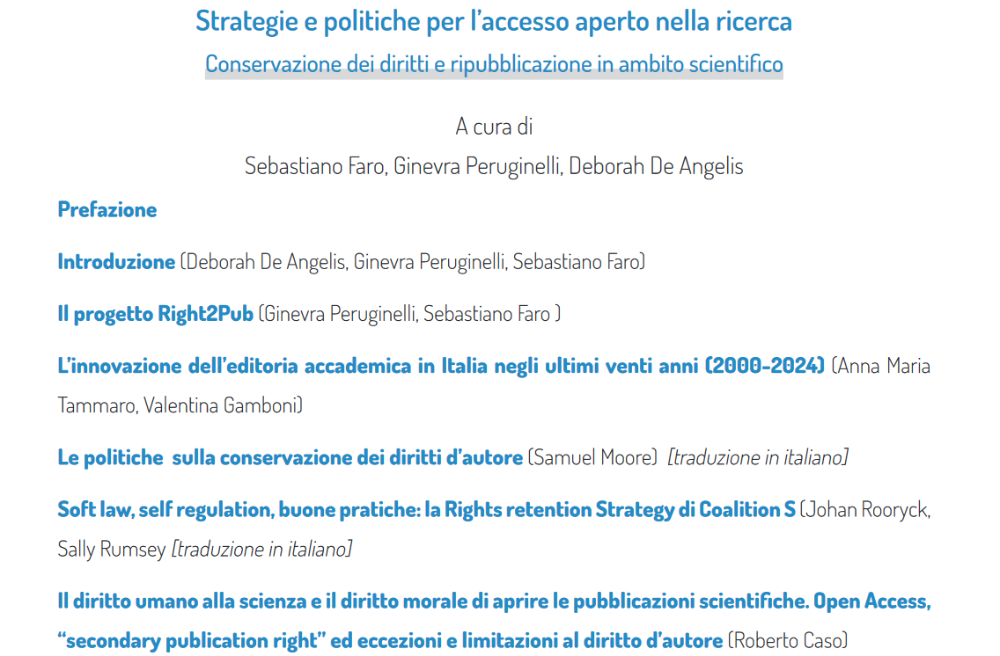 Strategie e politiche per l’accesso aperto nella ricerca
Conservazione dei diritti e ripubblicazione in ambito scientifico
A cura di
Sebastiano Faro, Ginevra Peruginelli, Deborah De Angelis
Prefazione
Introduzione (Deborah De Angelis, Ginevra Peruginelli, Sebastiano Faro)
Il progetto Right2Pub (Ginevra Peruginelli, Sebastiano Faro )
L’innovazione dell’editoria accademica in Italia negli ultimi venti anni (2000-2024) (Anna Maria
Tammaro, Valentina Gamboni)
Le politiche  sulla conservazione dei diritti d’autore (Samuel Moore)  [traduzione in italiano]
Soft law, self regulation, buone pratiche: la Rights retention Strategy di Coalition S (Johan Rooryck,
Sally Rumsey [traduzione in italiano]
Il diritto umano alla scienza e il diritto morale di aprire le pubblicazioni scientifiche. Open Access,
“secondary publication right” ed eccezioni e limitazioni al diritto d’autore (Roberto Caso)